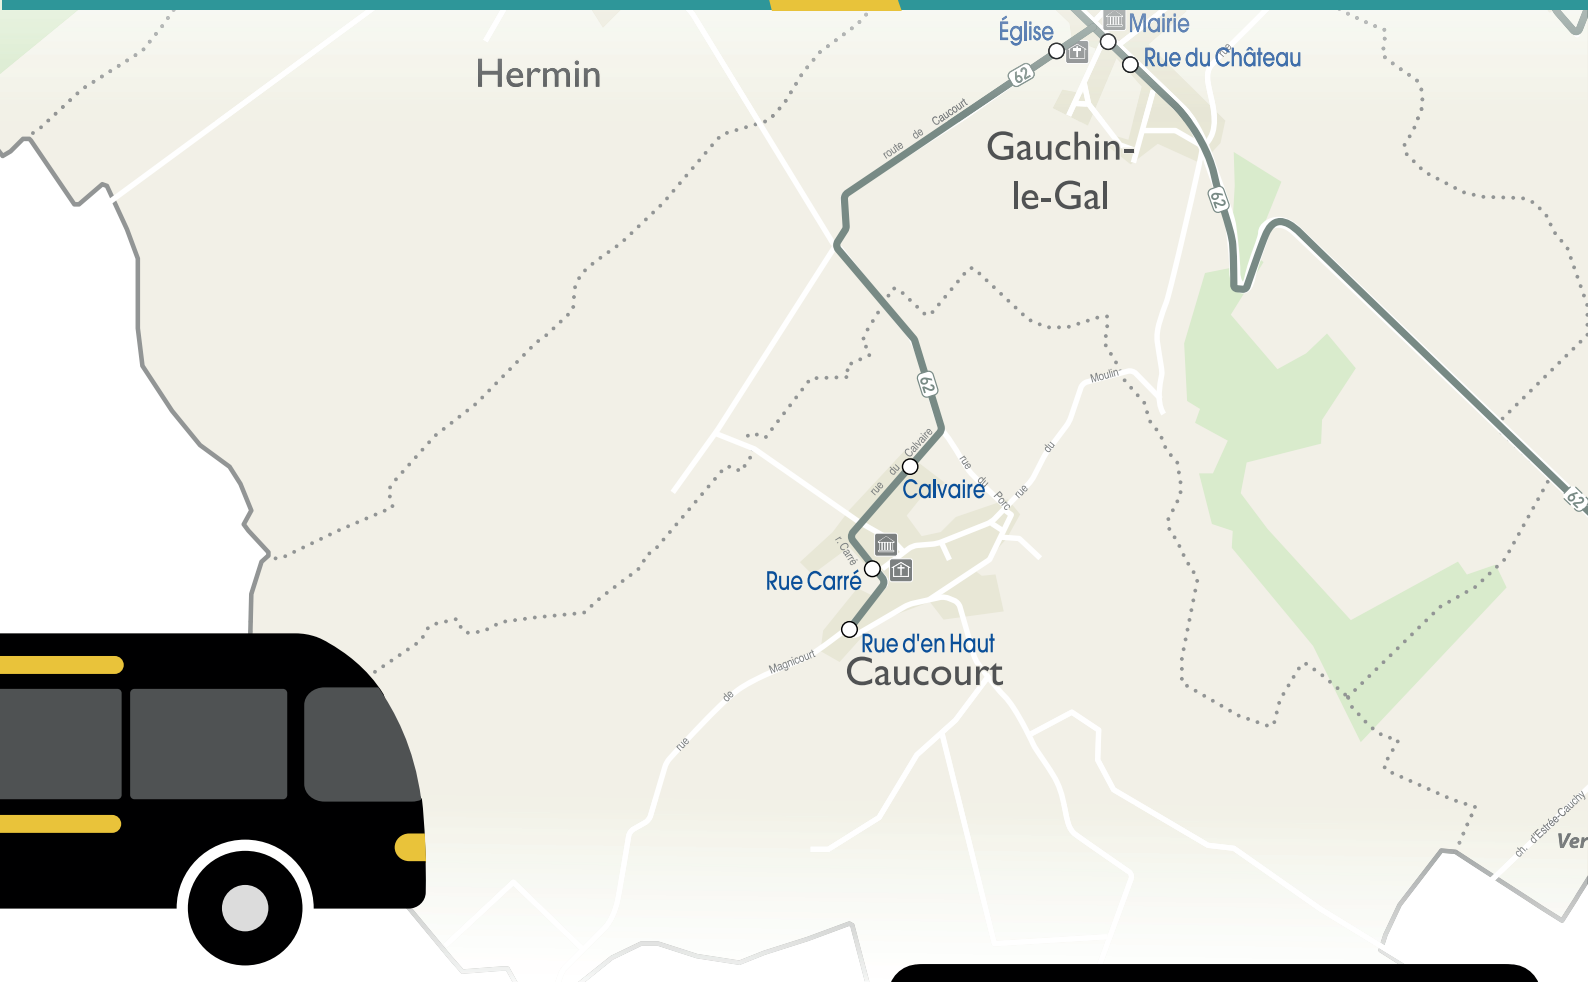 Mairie
Église
Rue du Château
rue
Hermin
62
route de Caucourt
Gauchin-
le-Gal
62
62
Moulin
du
rue
rue du Calvaire
rue du Porc
Calvaire
62
r. Carré
Rue Carré
Rue d'en Haut
Caucourt
rue de Magnicourt
ch. d'Estrée-Cauchy
Ver